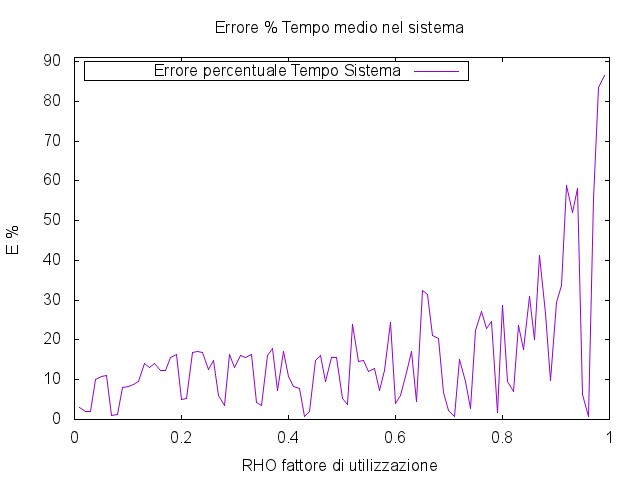 Errore % Tempo medio nel sistema
Errore percentuale Tempo Sistema
90
80
70
60
50
40
30
20
10
0
E %
0 0.2 0.4 0.6 0.8 1
RHO fattore di utilizzazione